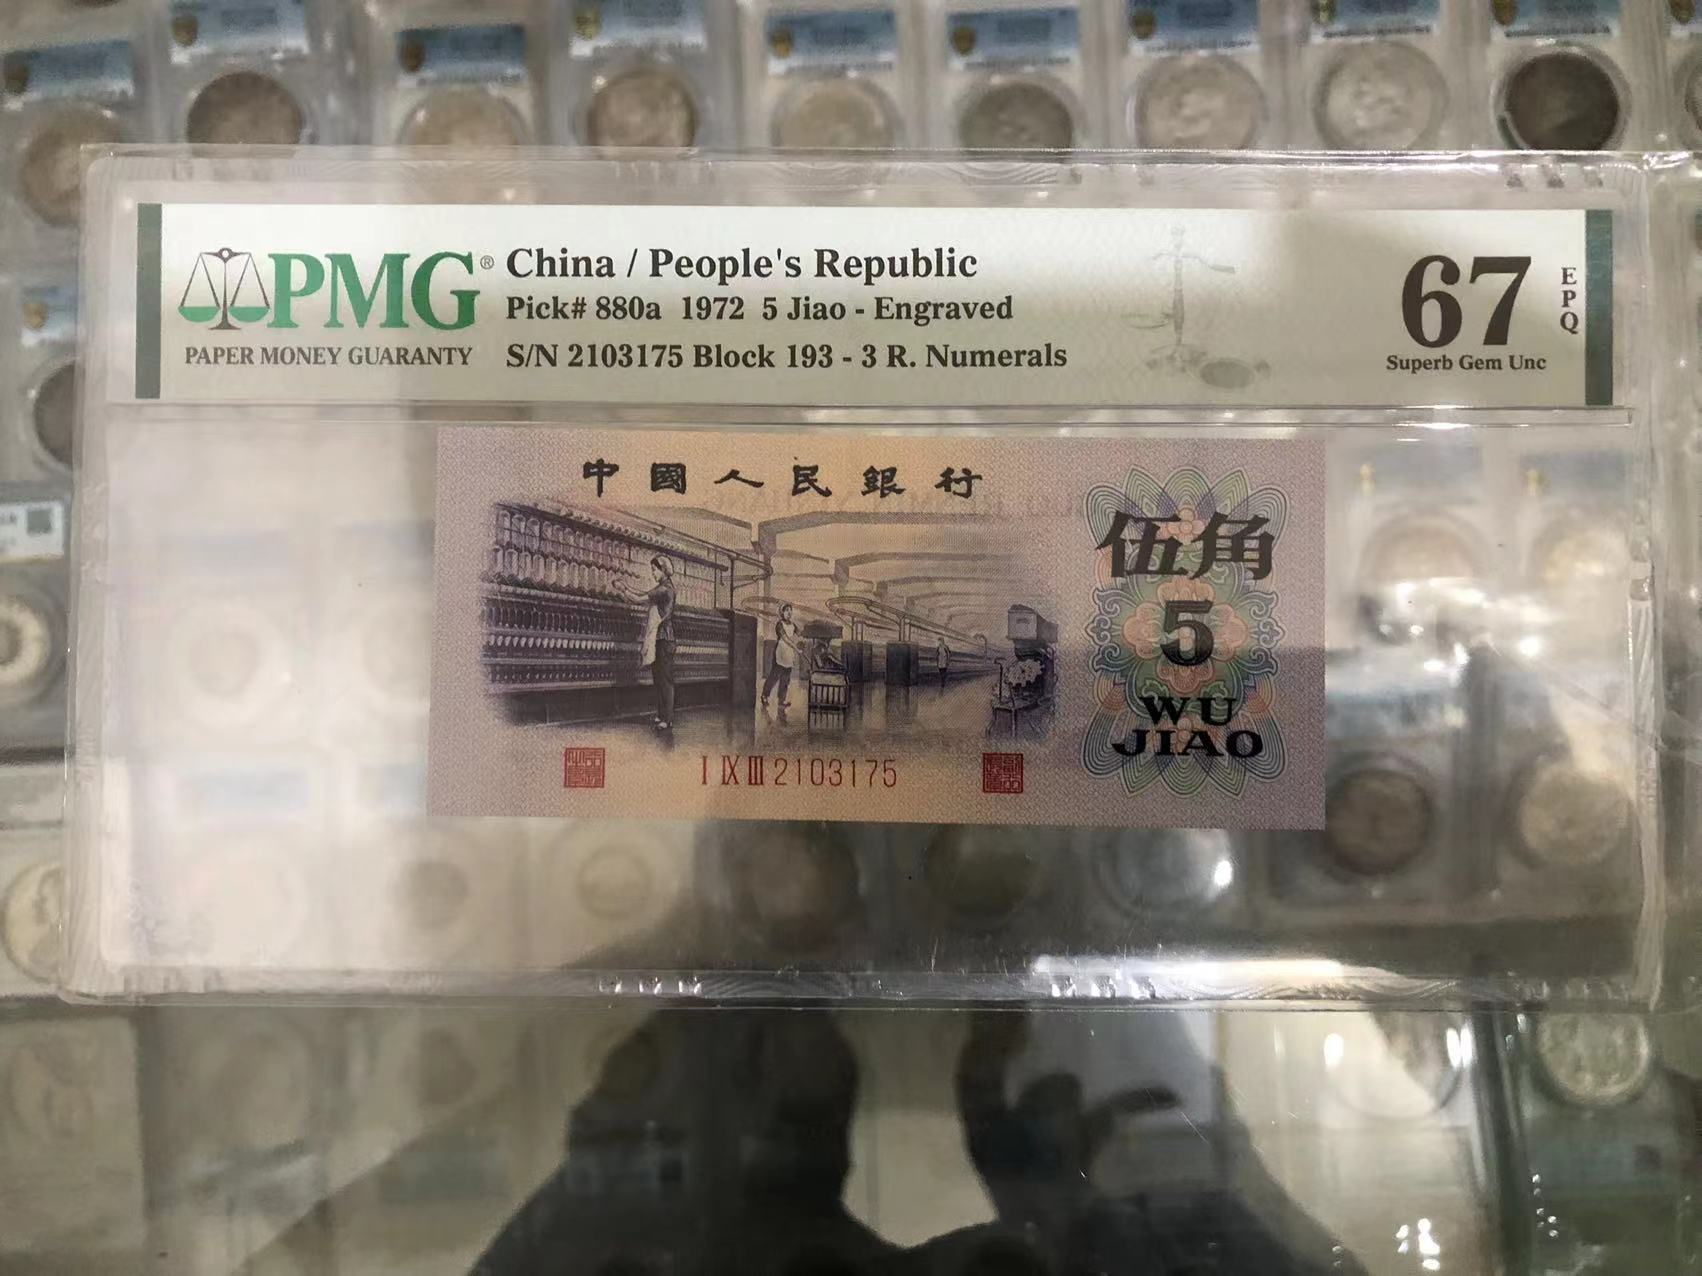 PMG®
PAPER MONEY GUARANTY
China / People's Republic
Pick# 880a 1972 5 Jiao - Engraved
S/N 2103175 Block 193 - 3 R. Numerals
67
EPQ
Superb Gem Unc
中國人民銀行
伍角
5
WU
JIAO
I IX III 2103175